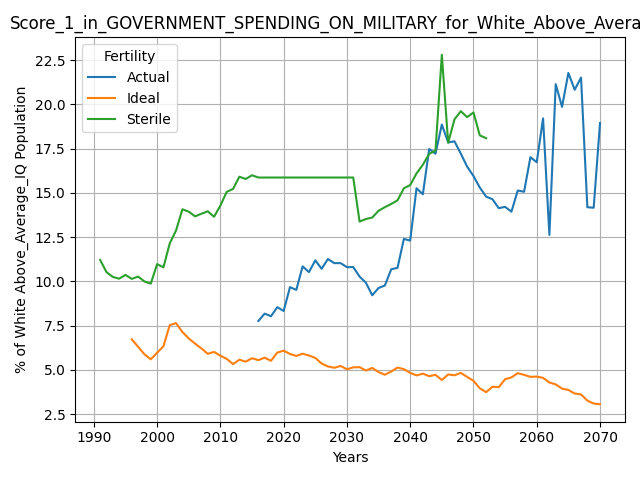 Score_1_in_GOVERNMENT_SPENDING_ON_MILITARY_for_White_Above_Avera
Fertility
Actual
Ideal
Sterile
% of White Above_Average_IQ Population
22.5
20.0
17.5
15.0
12.5
10.0
7.5
5.0
2.5
1990 2000 2010 2020 2030 2040 2050 2060 2070
Years